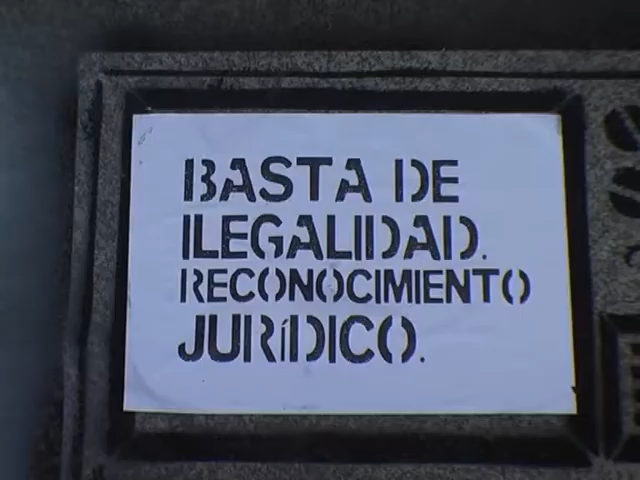 BASTA DE
ILEGALIDAD.
RECONOCIMIENTO
JURíDICO.